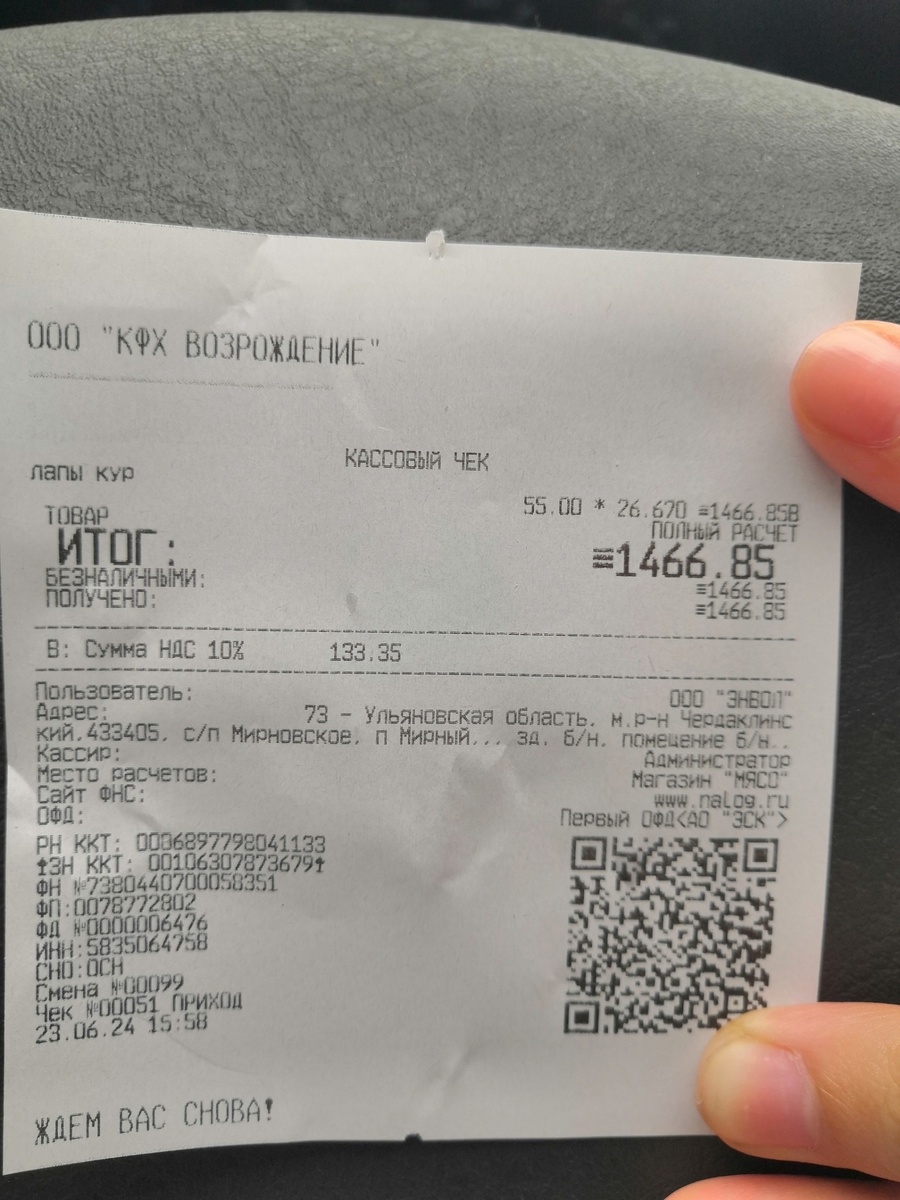 ООО "КФХ ВОЗРОЖДЕНИЕ"
КАССОВЫЙ ЧЕК
лапы кур
55.00 * 26.670 ≡1466.85В
ТОВАР ПОЛНЫЙ РАСЧЕТ
ИТОГ: ≡1466.85
БЕЗНАЛИЧНЫМИ: ≡1466.85
ПОЛУЧЕНО: ≡1466.85
В: Сумма НДС 10% 133.35
Пользователь: ООО "ЭНВОЛ"
Адрес: 73 - Ульяновская область, м.р-н Чердаклинс
кий,433405, с/п Мирновское, п Мирный... зд. б/н, помещение б/н..
Кассир: Администратор
Место расчетов: Магазин "МЯСО"
Сайт ФНС: www.nalog.ru
ОФД: Первый ОФД<АО "ЭСК">
РН ККТ: 0006897798041133
↑ЗН ККТ: 00106307873679↑
ФН №7380440700058351
ФП:0078772802
ФД №0000006476
ИНН:5835064758
СНО:ОСН
Смена №00099
Чек №00051 ПРИХОД
23.06.24 15:58
ЖДЕМ ВАС СНОВА!